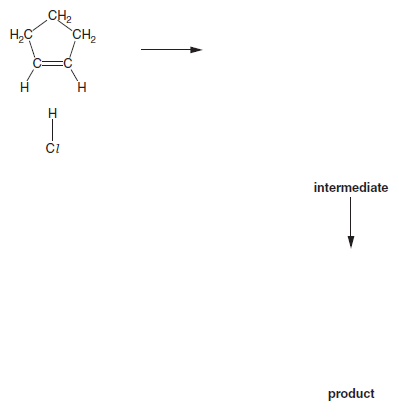 CH₂
H₂C CH₂
C=C
H H
H
Cl
intermediate
product